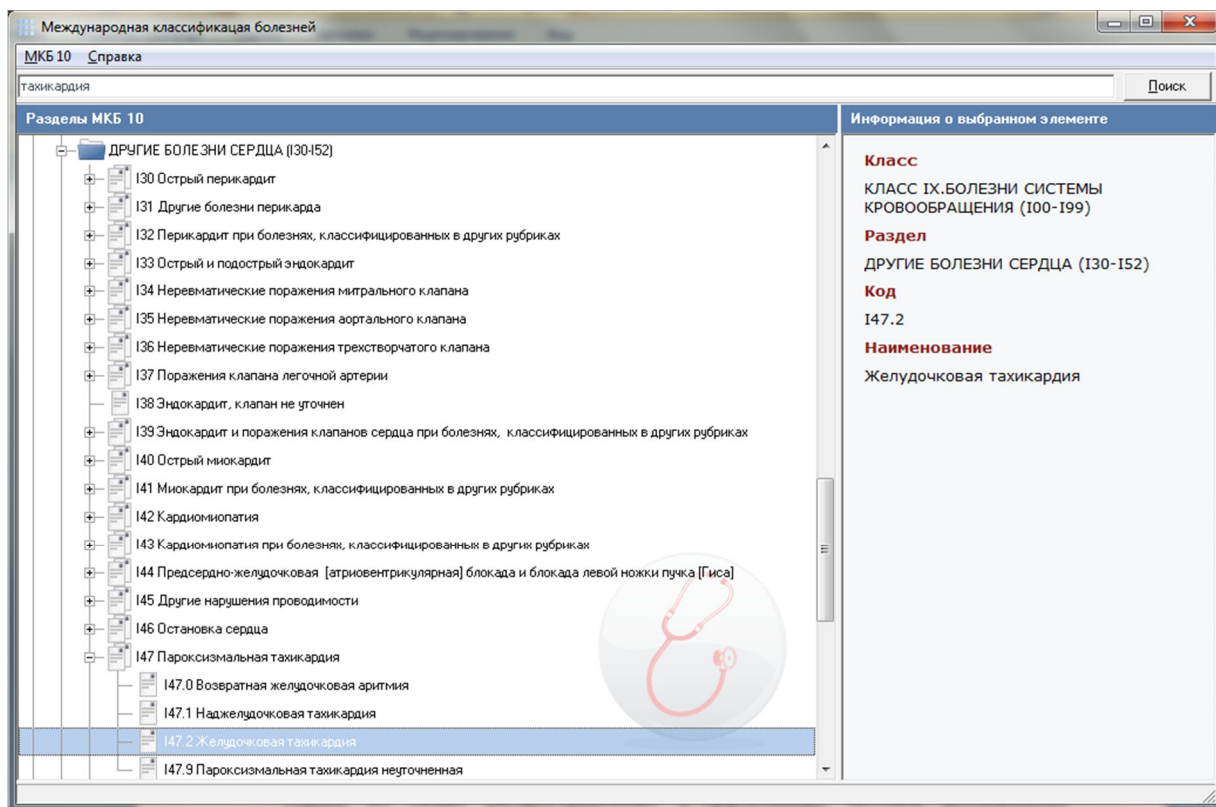 Международная классификацая болезней
МКБ 10 Справка
тахикардия
Поиск
Разделы МКБ 10
ДРУГИЕ БОЛЕЗНИ СЕРДЦА (I30-I52)
I30 Острый перикардит
I31 Другие болезни перикарда
I32 Перикардит при болезнях, классифицированных в других рубриках
I33 Острый и подострый эндокардит
I34 Неревматические поражения митрального клапана
I35 Неревматические поражения аортального клапана
I36 Неревматические поражения трехстворчатого клапана
I37 Поражения клапана легочной артерии
I38 Эндокардит, клапан не уточнен
I39 Эндокардит и поражения клапанов сердца при болезнях, классифицированных в других рубриках
I40 Острый миокардит
I41 Миокардит при болезнях, классифицированных в других рубриках
I42 Кардиомиопатия
I43 Кардиомиопатия при болезнях, классифицированных в других рубриках
I44 Предсердно-желудочковая [атриовентрикулярная] блокада и блокада левой ножки пучка [Гиса]
I45 Другие нарушения проводимости
I46 Остановка сердца
I47 Пароксизмальная тахикардия
I47.0 Возвратная желудочковая аритмия
I47.1 Наджелудочковая тахикардия
I47.2 Желудочковая тахикардия
I47.9 Пароксизмальная тахикардия неуточненная
Информация о выбранном элементе
Класс
КЛАСС IX.БОЛЕЗНИ СИСТЕМЫ
КРОВООБРАЩЕНИЯ (I00-I99)
Раздел
ДРУГИЕ БОЛЕЗНИ СЕРДЦА (I30-I52)
Код
I47.2
Наименование
Желудочковая тахикардия